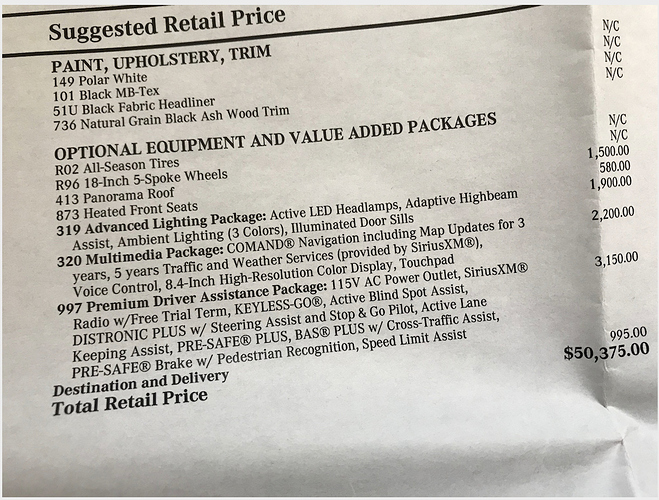 Suggested Retail Price
PAINT, UPHOLSTERY, TRIM
149 Polar White N/C
101 Black MB-Tex N/C
51U Black Fabric Headliner N/C
736 Natural Grain Black Ash Wood Trim N/C
OPTIONAL EQUIPMENT AND VALUE ADDED PACKAGES
R02 All-Season Tires N/C
R96 18-Inch 5-Spoke Wheels N/C
413 Panorama Roof 1,500.00
873 Heated Front Seats 580.00
319 Advanced Lighting Package: Active LED Headlamps, Adaptive Highbeam 1,900.00
Assist, Ambient Lighting (3 Colors), Illuminated Door Sills
320 Multimedia Package: COMAND® Navigation including Map Updates for 3 2,200.00
years, 5 years Traffic and Weather Services (provided by SiriusXM®),
Voice Control, 8.4-Inch High-Resolution Color Display, Touchpad
997 Premium Driver Assistance Package: 115V AC Power Outlet, SiriusXM® 3,150.00
Radio w/Free Trial Term, KEYLESS-GO®, Active Blind Spot Assist,
DISTRONIC PLUS w/ Steering Assist and Stop & Go Pilot, Active Lane
Keeping Assist, PRE-SAFE® PLUS, BAS® PLUS w/ Cross-Traffic Assist,
PRE-SAFE® Brake w/ Pedestrian Recognition, Speed Limit Assist
Destination and Delivery 995.00
Total Retail Price $50,375.00